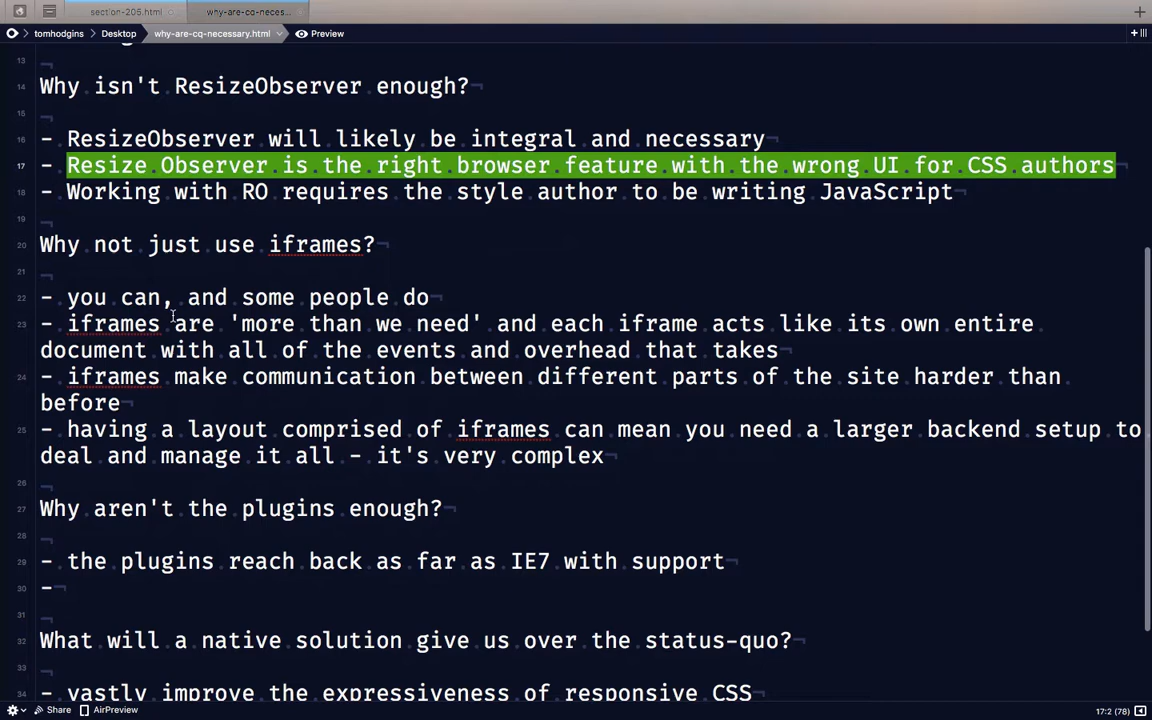 section-205.html
why-are-cq-neces...
tomhodgins
Desktop
why-are-cq-necessary.html
Preview
13
14 Why isn't ResizeObserver enough?
15
16 - ResizeObserver will likely be integral and necessary
17 - Resize Observer is the right browser feature with the wrong UI for CSS authors
18 - Working with RO requires the style author to be writing JavaScript
19
20 Why not just use iframes?
21
22 - you can, and some people do
23 - iframes are 'more than we need' and each iframe acts like its own entire
document with all of the events and overhead that takes
24 - iframes make communication between different parts of the site harder than
before
25 - having a layout comprised of iframes can mean you need a larger backend setup to
deal and manage it all - it's very complex
26
27 Why aren't the plugins enough?
28
29 - the plugins reach back as far as IE7 with support
30 -
31
32 What will a native solution give us over the status-quo?
33
34 - vastly improve the expressiveness of responsive CSS
Share
AirPreview
17:2 (78)